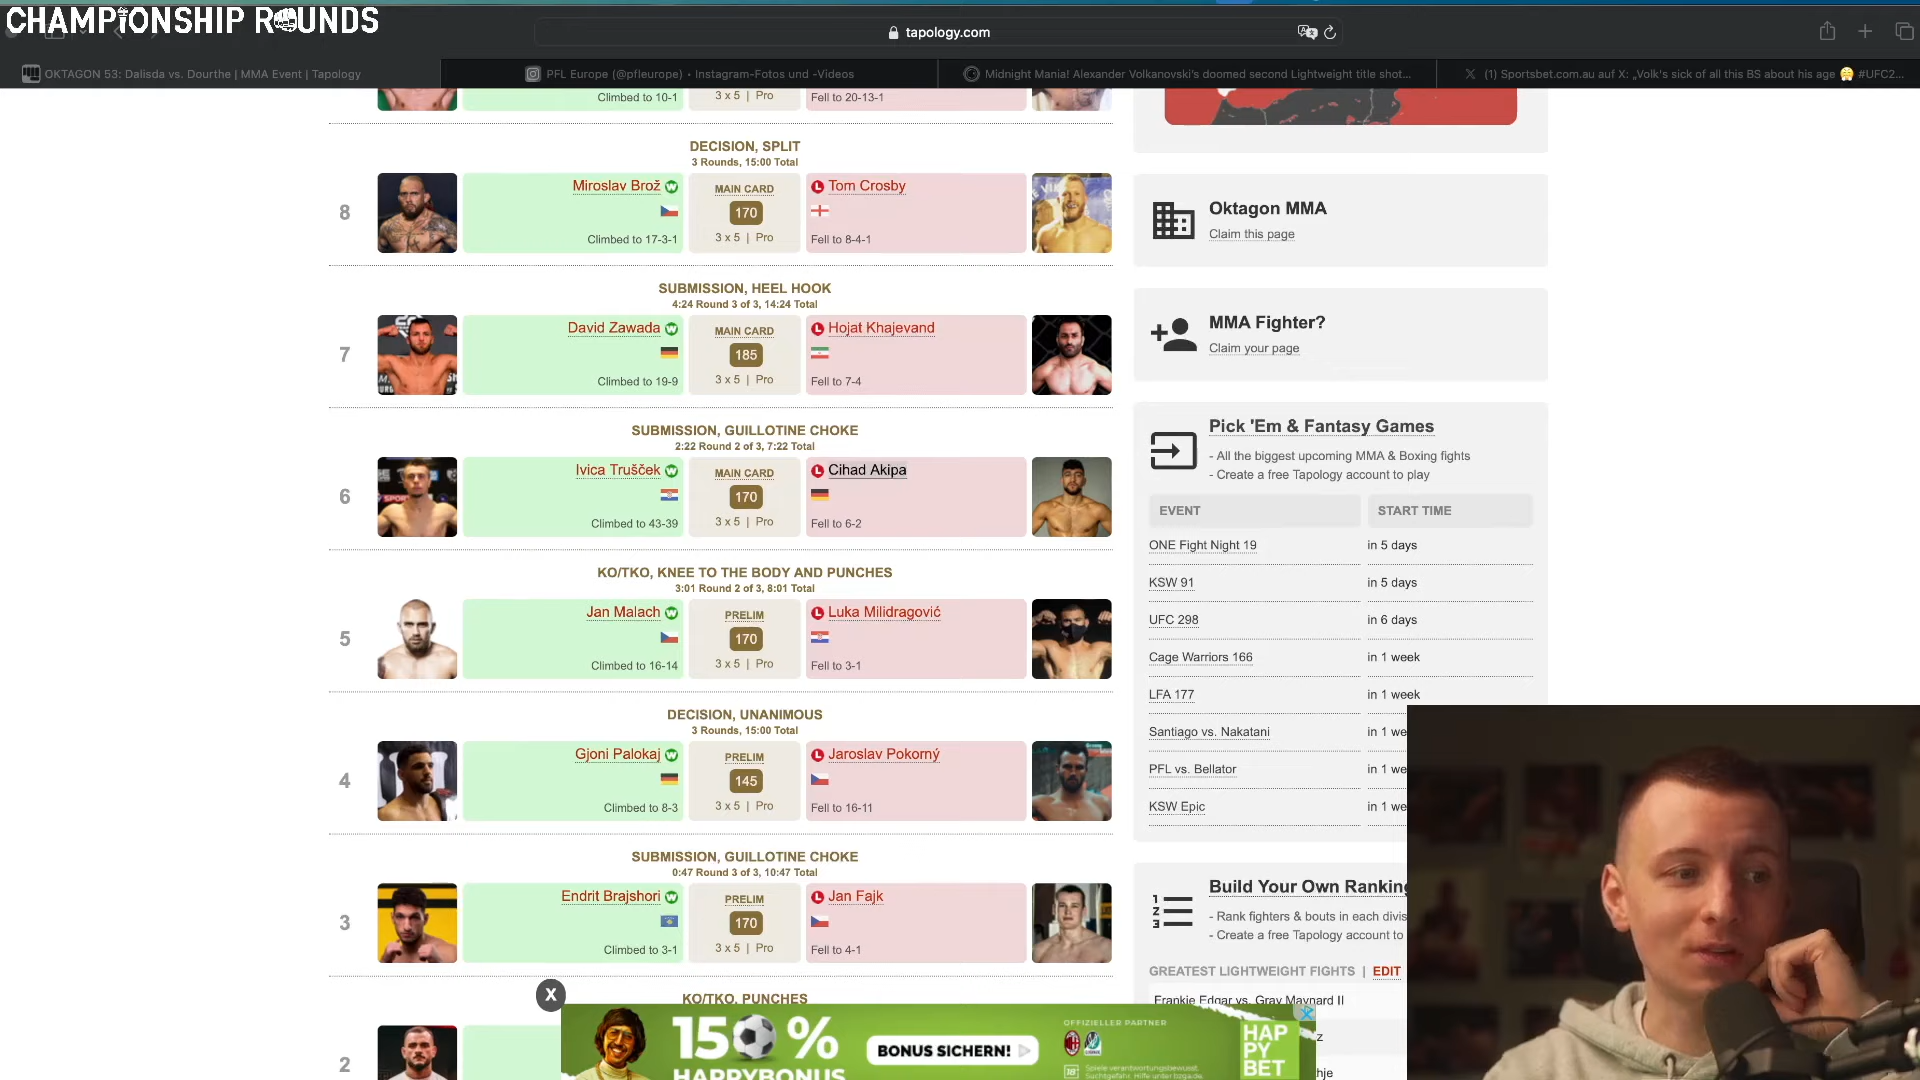 CHAMPIONSHIP ROUNDS
tapology.com
OKTAGON 53: Dalisda vs. Dourthe | MMA Event | Tapology
PFL Europe (@pfleurope) • Instagram-Fotos und -Videos
Midnight Mania! Alexander Volkanovski's doomed second Lightweight title shot...
(1) Sportsbet.com.au auf X: „Volk's sick of all this BS about his age 😤 #UFC2...
Climbed to 10-1
3 x 5 | Pro
Fell to 20-13-1
DECISION, SPLIT
3 Rounds, 15:00 Total
8
Miroslav Brož W
MAIN CARD
L Tom Crosby
170
Climbed to 17-3-1
3 x 5 | Pro
Fell to 8-4-1
SUBMISSION, HEEL HOOK
4:24 Round 3 of 3, 14:24 Total
7
David Zawada W
MAIN CARD
L Hojat Khajevand
185
Climbed to 19-9
3 x 5 | Pro
Fell to 7-4
SUBMISSION, GUILLOTINE CHOKE
2:22 Round 2 of 3, 7:22 Total
6
Ivica Trušček W
MAIN CARD
L Cihad Akipa
170
Climbed to 43-39
3 x 5 | Pro
Fell to 6-2
KO/TKO, KNEE TO THE BODY AND PUNCHES
3:01 Round 2 of 3, 8:01 Total
5
Jan Malach W
PRELIM
L Luka Milidragović
170
Climbed to 16-14
3 x 5 | Pro
Fell to 3-1
DECISION, UNANIMOUS
3 Rounds, 15:00 Total
4
Gjoni Palokaj W
PRELIM
L Jaroslav Pokorný
145
Climbed to 8-3
3 x 5 | Pro
Fell to 16-11
SUBMISSION, GUILLOTINE CHOKE
0:47 Round 3 of 3, 10:47 Total
3
Endrit Brajshori W
PRELIM
L Jan Fajk
170
Climbed to 3-1
3 x 5 | Pro
Fell to 4-1
KO/TKO, PUNCHES
2
Oktagon MMA
Claim this page
MMA Fighter?
Claim your page
Pick 'Em & Fantasy Games
- All the biggest upcoming MMA & Boxing fights
- Create a free Tapology account to play
EVENT START TIME
ONE Fight Night 19 in 5 days
KSW 91 in 5 days
UFC 298 in 6 days
Cage Warriors 166 in 1 week
LFA 177 in 1 week
Santiago vs. Nakatani in 1 we
PFL vs. Bellator in 1 we
KSW Epic in 1 we
Build Your Own Ranking
- Rank fighters & bouts in each divis
- Create a free Tapology account to
GREATEST LIGHTWEIGHT FIGHTS | EDIT
Frankie Edgar vs. Gray Maynard II
z
thje
X
150 %
HAPPYBONUS
BONUS SICHERN!
OFFIZIELLER PARTNER
18+
Spiele verantwortungsbewusst.
HAP
PY
BET